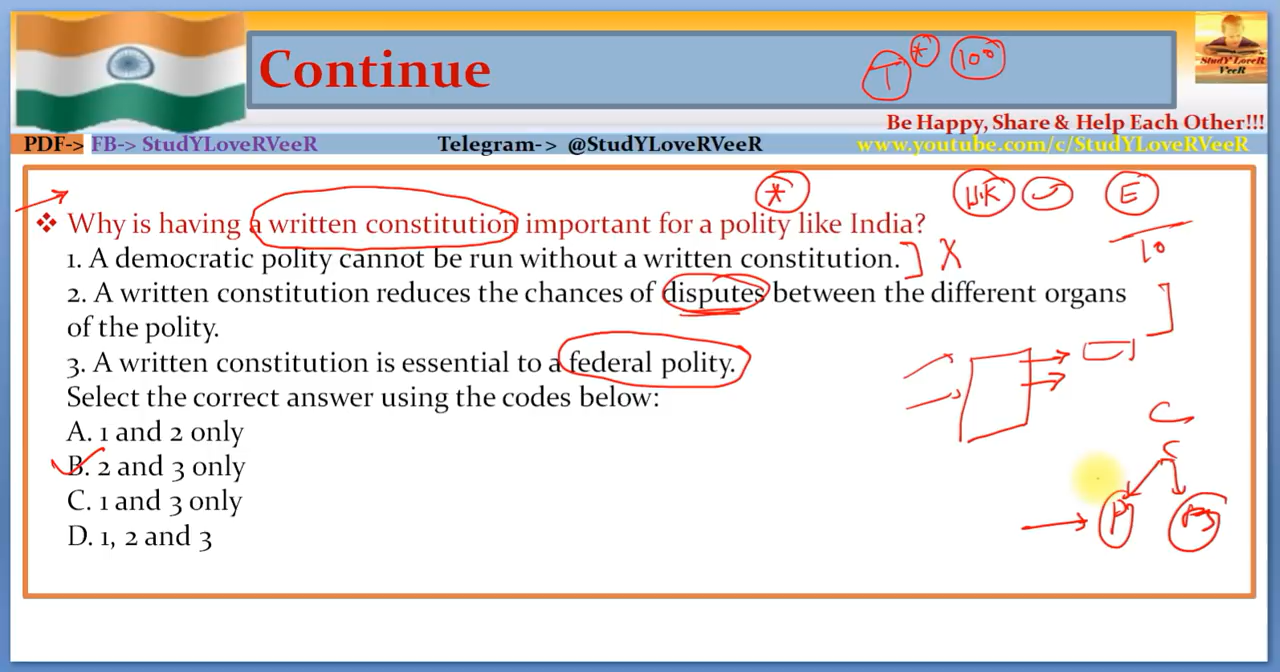 Continue
T * 100
StudY LoveR
VeeR
Be Happy, Share & Help Each Other!!!
PDF-> FB-> StudYLoveRVeeR Telegram-> @StudYLoveRVeeR www.youtube.com/c/StudYLoveRVeeR
* U.K E
10
❖ Why is having a written constitution important for a polity like India?
1. A democratic polity cannot be run without a written constitution. X
2. A written constitution reduces the chances of disputes between the different organs
of the polity.
3. A written constitution is essential to a federal polity.
Select the correct answer using the codes below:
A. 1 and 2 only
B. 2 and 3 only
C. 1 and 3 only
D. 1, 2 and 3
C
C
P